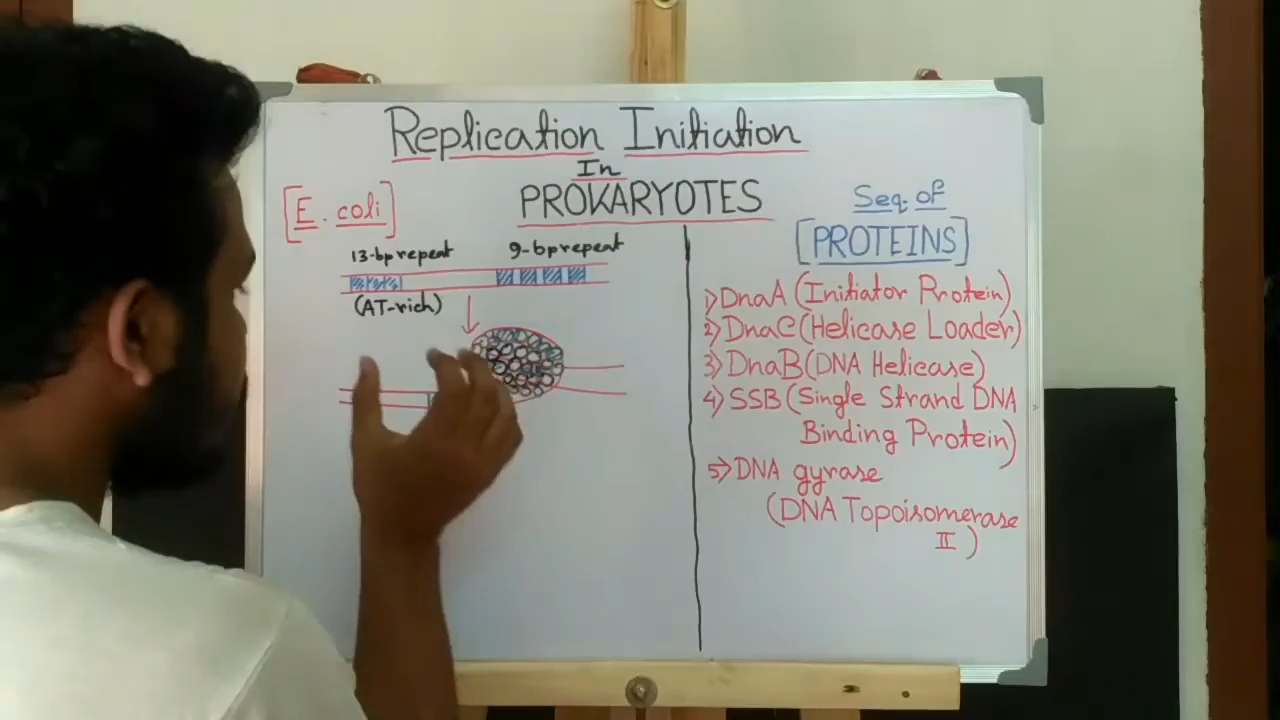 Replication Initiation
In
PROKARYOTES
[E. coli]
13-bp repeat
9-bp repeat
(AT-rich)
Seq. of
[PROTEINS]
1) DnaA (Initiator Protein)
2) DnaC (Helicase Loader)
3) DnaB (DNA Helicase)
4) SSB (Single Strand DNA
Binding Protein)
5) DNA gyrase
(DNA Topoisomerase
II)